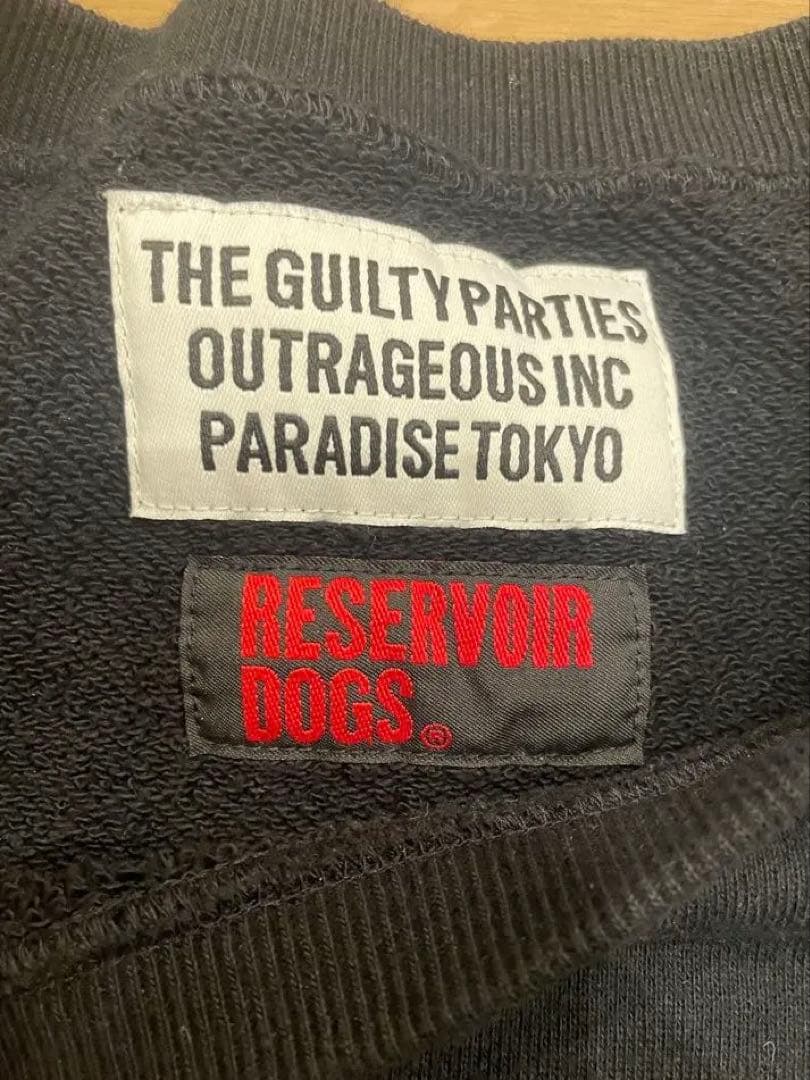 THE GUILTY PARTIES
OUTRAGEOUS INC
PARADISE TOKYO
RESERVOIR
DOGS®